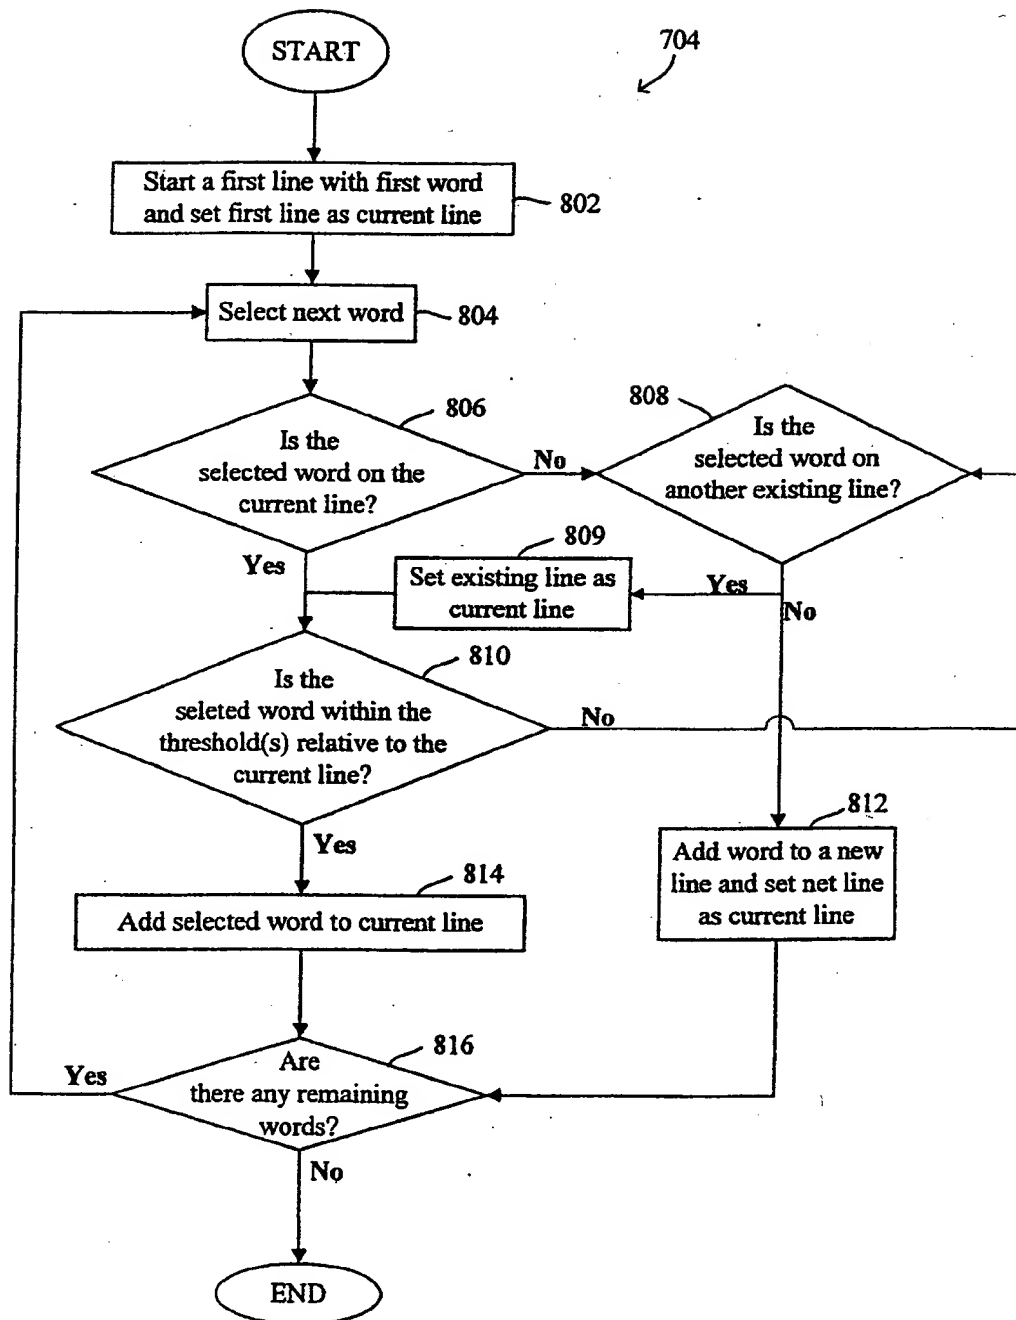 START
704
Start a first line with first word
and set first line as current line
802
Select next word
804
806
Is the
selected word on the
current line?
No
808
Is the
selected word on
another existing line?
Yes
809
Set existing line as
current line
Yes
No
810
Is the
seleted word within the
threshold(s) relative to the
current line?
No
Yes
812
Add word to a new
line and set net line
as current line
814
Add selected word to current line
816
Are
there any remaining
words?
Yes
No
END